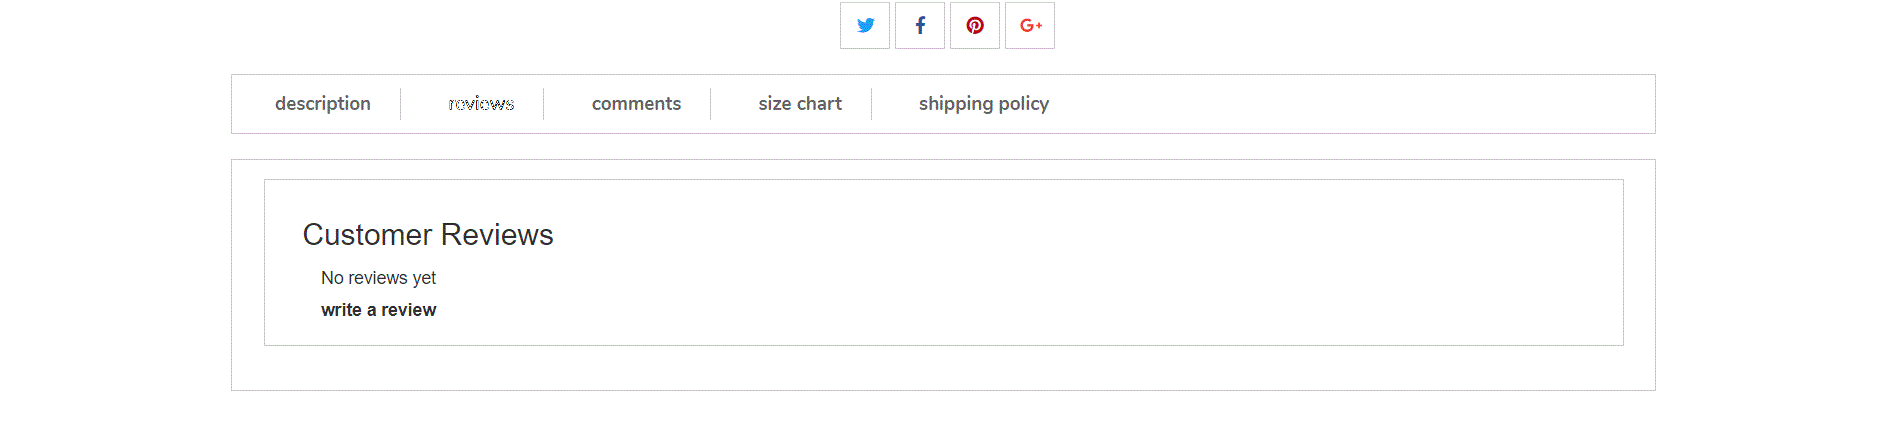 description reviews comments size chart shipping policy
Customer Reviews
No reviews yet
write a review